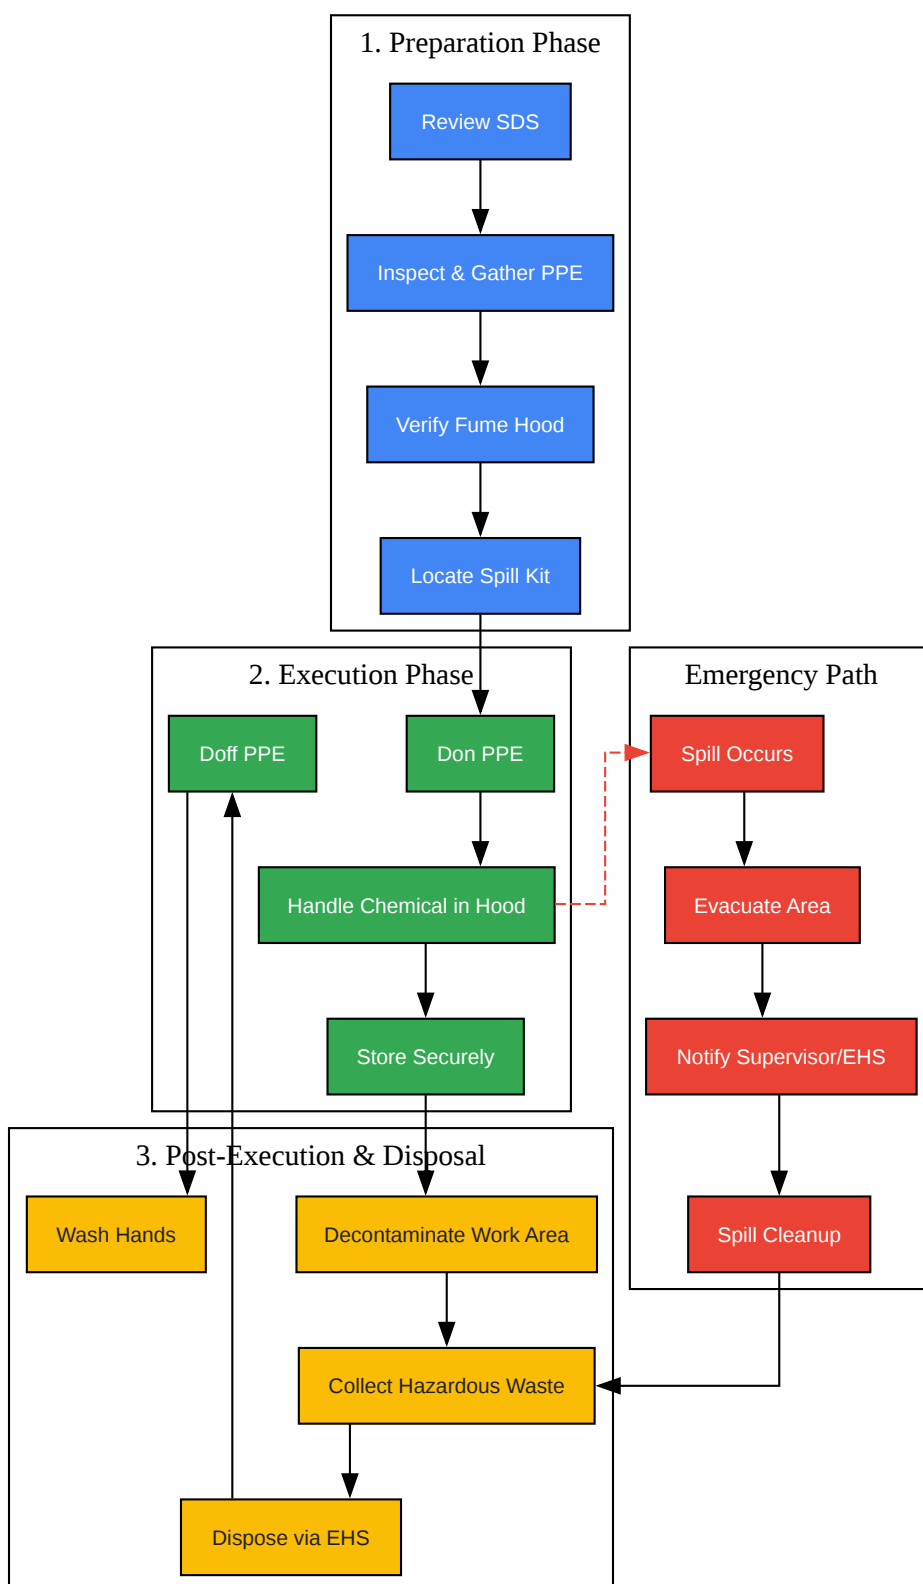 1. Preparation Phase
Review SDS
Inspect & Gather PPE
Verify Fume Hood
Locate Spill Kit
2. Execution Phase
Doff PPE
Don PPE
Handle Chemical in Hood
Store Securely
Emergency Path
Spill Occurs
Evacuate Area
Notify Supervisor/EHS
Spill Cleanup
3. Post-Execution & Disposal
Wash Hands
Decontaminate Work Area
Collect Hazardous Waste
Dispose via EHS